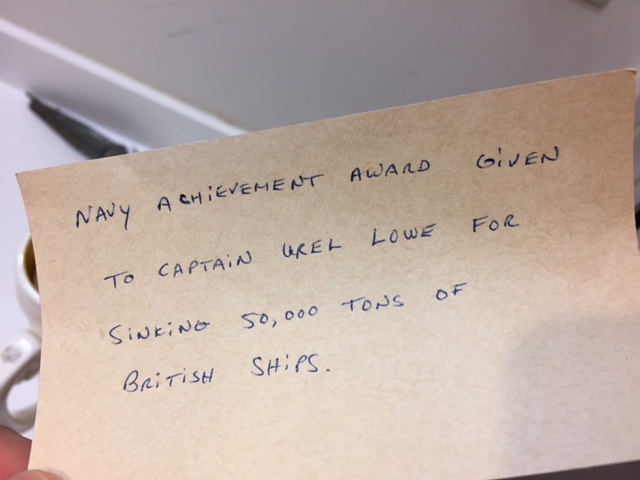 NAVY ACHIEVEMENT AWARD GIVEN
TO CAPTAIN UREL LOWE FOR
SINKING 50,000 TONS OF
BRITISH SHIPS.